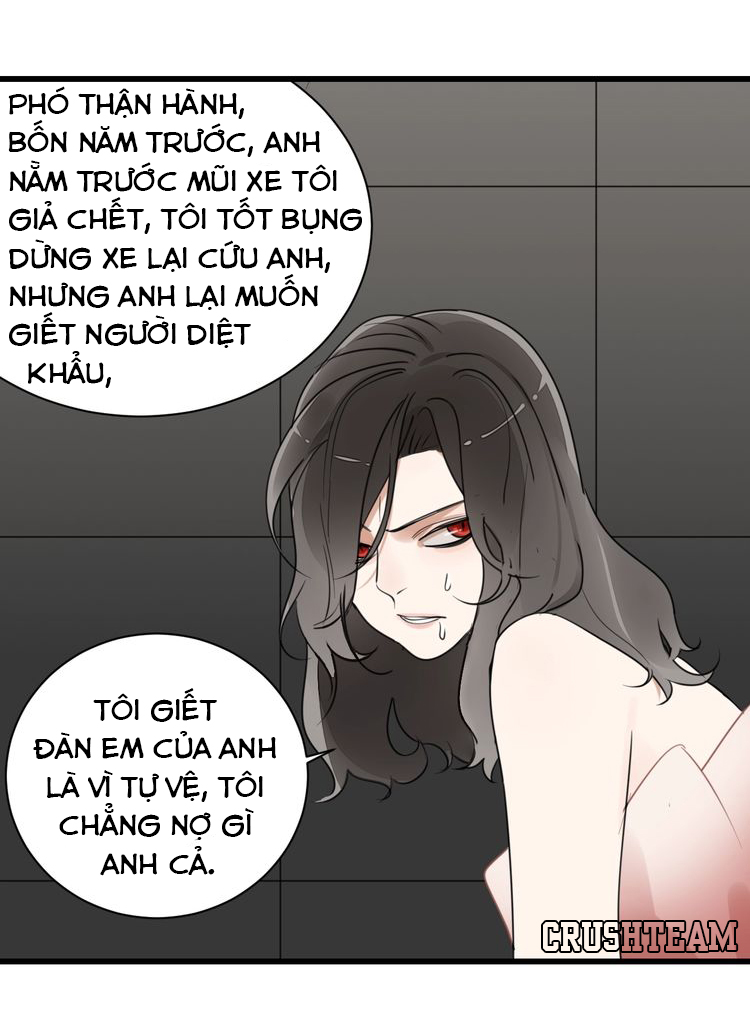 PHÓ THẬN HÀNH,
BỐN NĂM TRƯỚC, ANH
NẰM TRƯỚC MŨI XE TÔI
GIẢ CHẾT, TÔI TỐT BỤNG
DỪNG XE LẠI CỨU ANH,
NHƯNG ANH LẠI MUỐN
GIẾT NGƯỜI DIỆT
KHẨU,
TÔI GIẾT
ĐÀN EM CỦA ANH
LÀ VÌ TỰ VỆ, TÔI
CHẲNG NỢ GÌ
ANH CẢ.
CRUSHTEAM